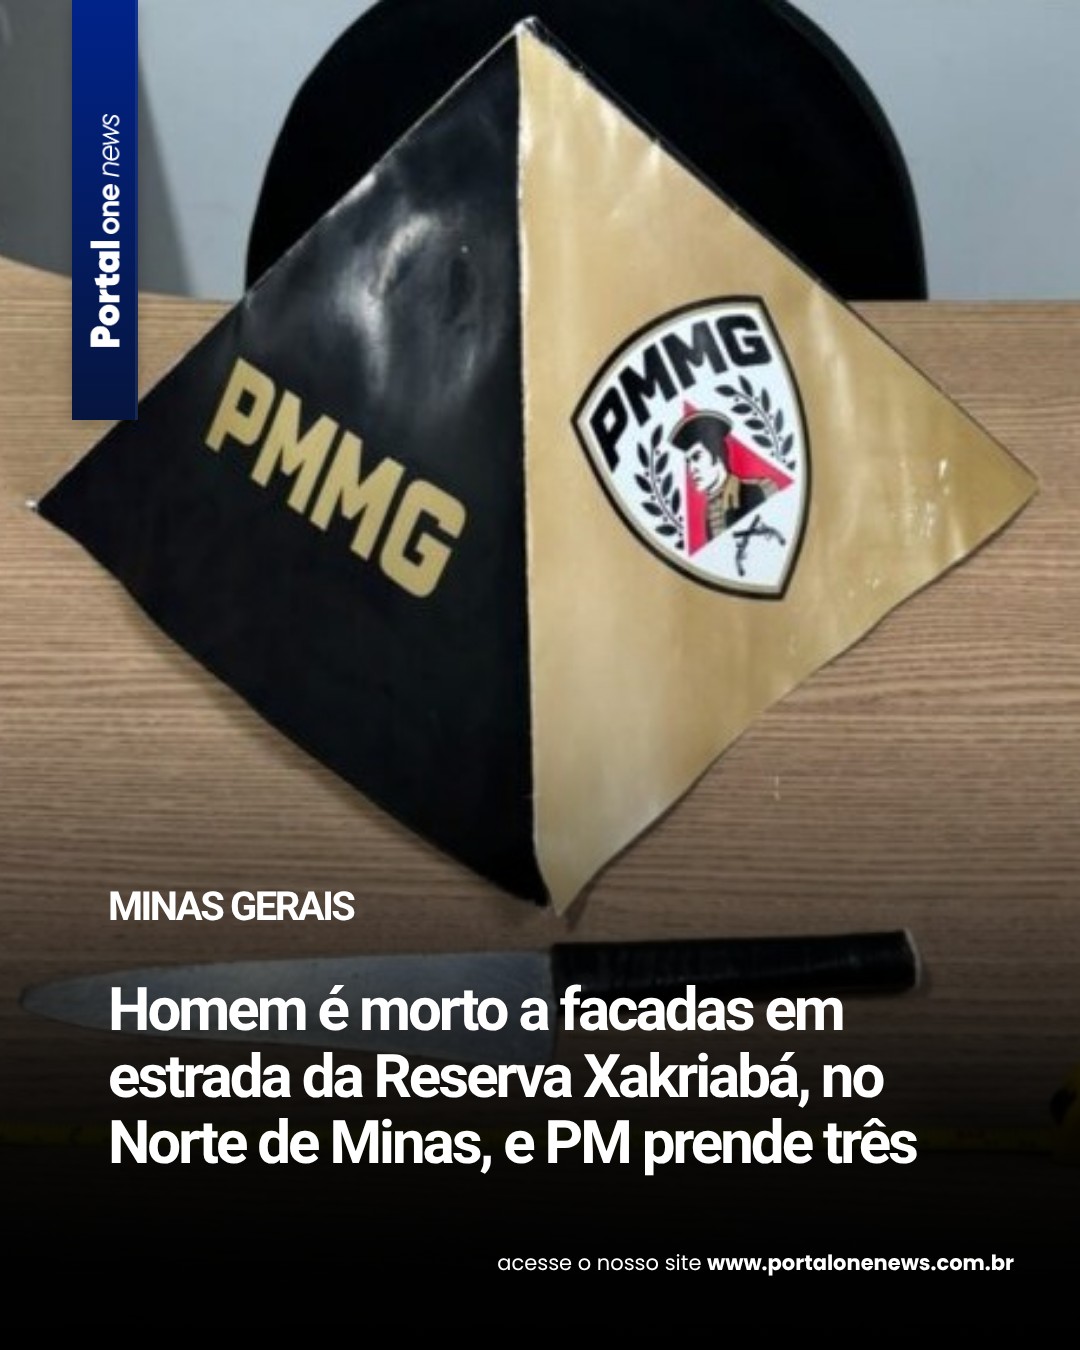 Portal one news
PMMG
PMMG
MINAS GERAIS
Homem é morto a facadas em
estrada da Reserva Xakriabá, no
Norte de Minas, e PM prende três
acesse o nosso site www.portalonenews.com.br